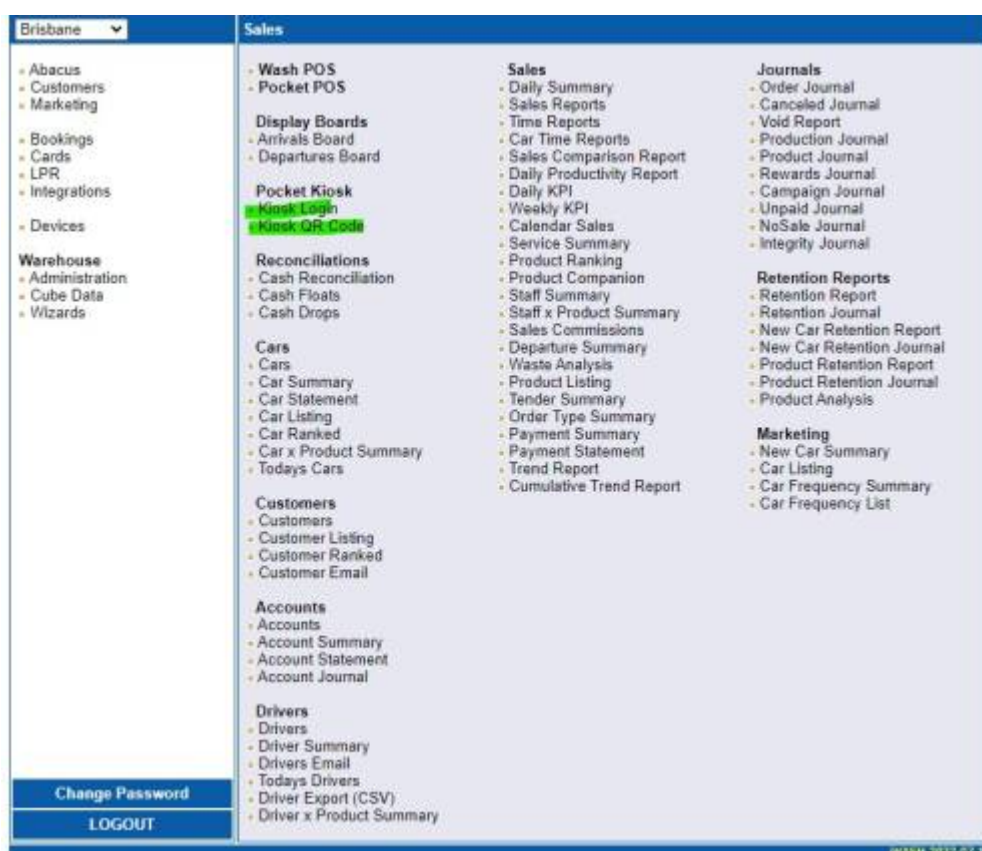 Brisbane
Sales
Abacus
Customers
Marketing
Bookings
Cards
LPR
Integrations
Devices
Warehouse
Administration
Cube Data
Wizards
Change Password
LOGOUT
Wash POS
Pocket POS
Display Boards
Arrivals Board
Departures Board
Pocket Kiosk
Kiosk Login
Kiosk QR Code
Reconciliations
Cash Reconciliation
Cash Floats
Cash Drops
Cars
Cars
Car Summary
Car Statement
Car Listing
Car Ranked
Car x Product Summary
Todays Cars
Customers
Customers
Customer Listing
Customer Ranked
Customer Email
Accounts
Accounts
Account Summary
Account Statement
Account Journal
Drivers
Drivers
Driver Summary
Drivers Email
Todays Drivers
Driver Export (CSV)
Driver x Product Summary
Sales
Daily Summary
Sales Reports
Time Reports
Car Time Reports
Sales Comparison Report
Daily Productivity Report
Daily KPI
Weekly KPI
Calendar Sales
Service Summary
Product Ranking
Product Companion
Staff Summary
Staff x Product Summary
Sales Commissions
Departure Summary
Waste Analysis
Product Listing
Tender Summary
Order Type Summary
Payment Summary
Payment Statement
Trend Report
Cumulative Trend Report
Journals
Order Journal
Canceled Journal
Void Report
Production Journal
Product Journal
Rewards Journal
Campaign Journal
Unpaid Journal
NoSale Journal
Integrity Journal
Retention Reports
Retention Report
Retention Journal
New Car Retention Report
New Car Retention Journal
Product Retention Report
Product Retention Journal
Product Analysis
Marketing
New Car Summary
Car Listing
Car Frequency Summary
Car Frequency List